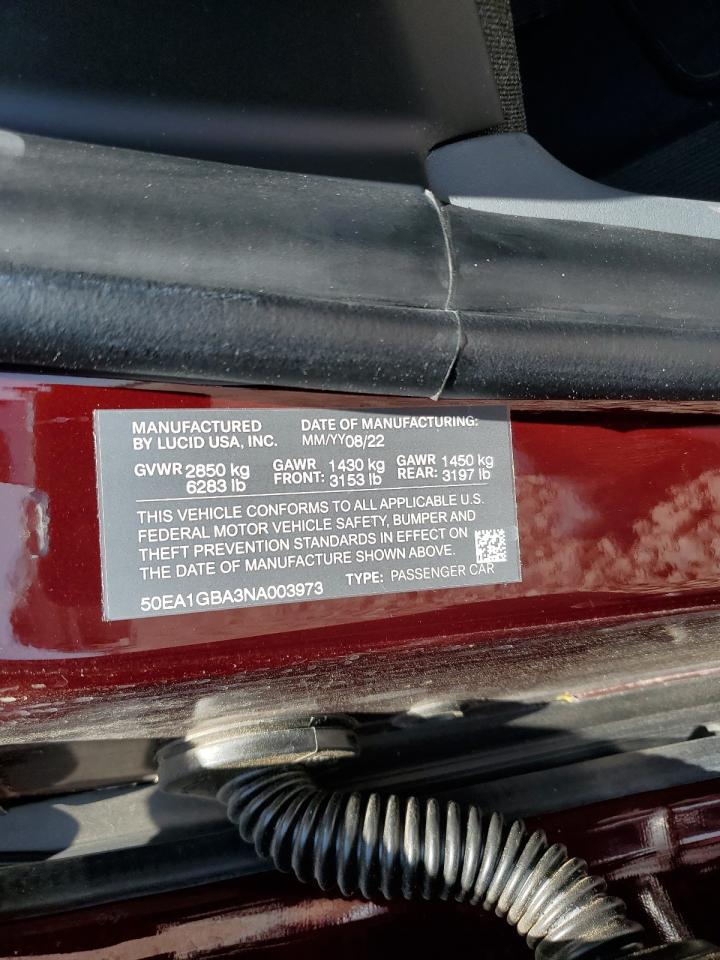 MANUFACTURED BY LUCID USA, INC.
DATE OF MANUFACTURING: MM/YY08/22
GVWR 2850 kg 6283 lb
GAWR FRONT: 1430 kg 3153 lb
GAWR REAR: 1450 kg 3197 lb
THIS VEHICLE CONFORMS TO ALL APPLICABLE U.S.
FEDERAL MOTOR VEHICLE SAFETY, BUMPER AND
THEFT PREVENTION STANDARDS IN EFFECT ON
THE DATE OF MANUFACTURE SHOWN ABOVE.
50EA1GBA3NA003973
TYPE: PASSENGER CAR